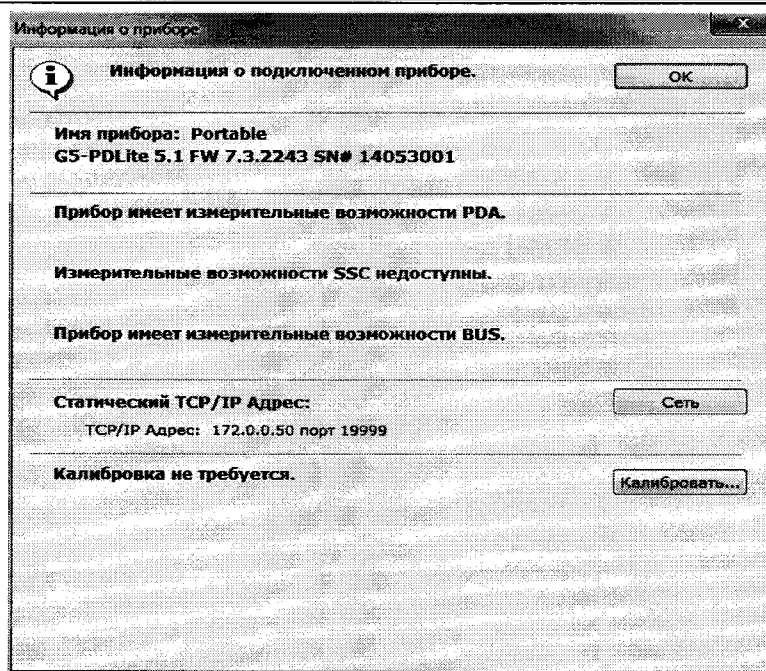 Информация о приборе
Информация о подключенном приборе.
OK
Имя прибора: Portable
G5-PDLite 5.1 FW 7.3.2243 SN# 14053001
Прибор имеет измерительные возможности PDA.
Измерительные возможности SSC недоступны.
Прибор имеет измерительные возможности BUS.
Статический TCP/IP Адрес:
Сеть
TCP/IP Адрес: 172.0.0.50 порт 19999
Калибровка не требуется.
Калибровать...